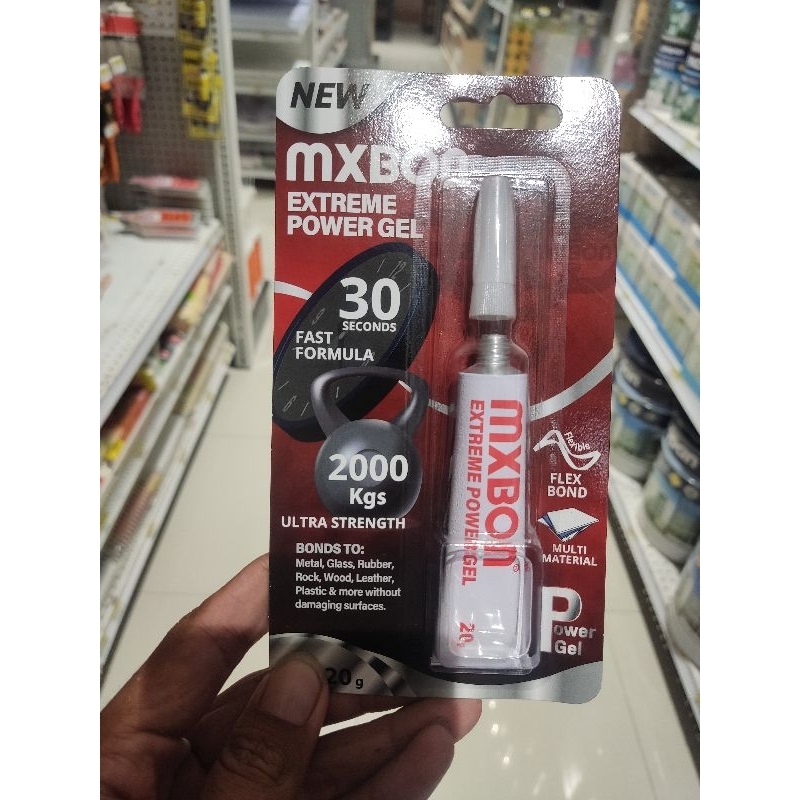 NEW
mxBon
EXTREME
POWER GEL
30
SECONDS
FAST
FORMULA
2000
Kgs
ULTRA STRENGTH
BONDS TO:
Metal, Glass, Rubber,
Rock, Wood, Leather,
Plastic & more without
damaging surfaces.
20 g
mxBon®
EXTREME POWER GEL
20g
Flexible
FLEX
BOND
MULTI
MATERIAL
Power
Gel